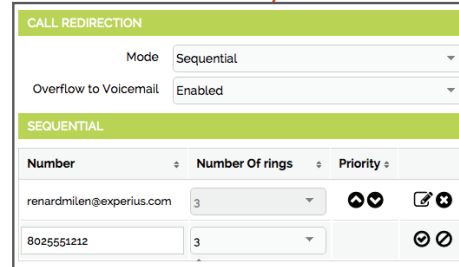 CALL REDIRECTION
Mode Sequential
Overflow to Voicemail Enabled
SEQUENTIAL
Number Number Of rings Priority
renardmilen@experius.com 3
8025551212 3